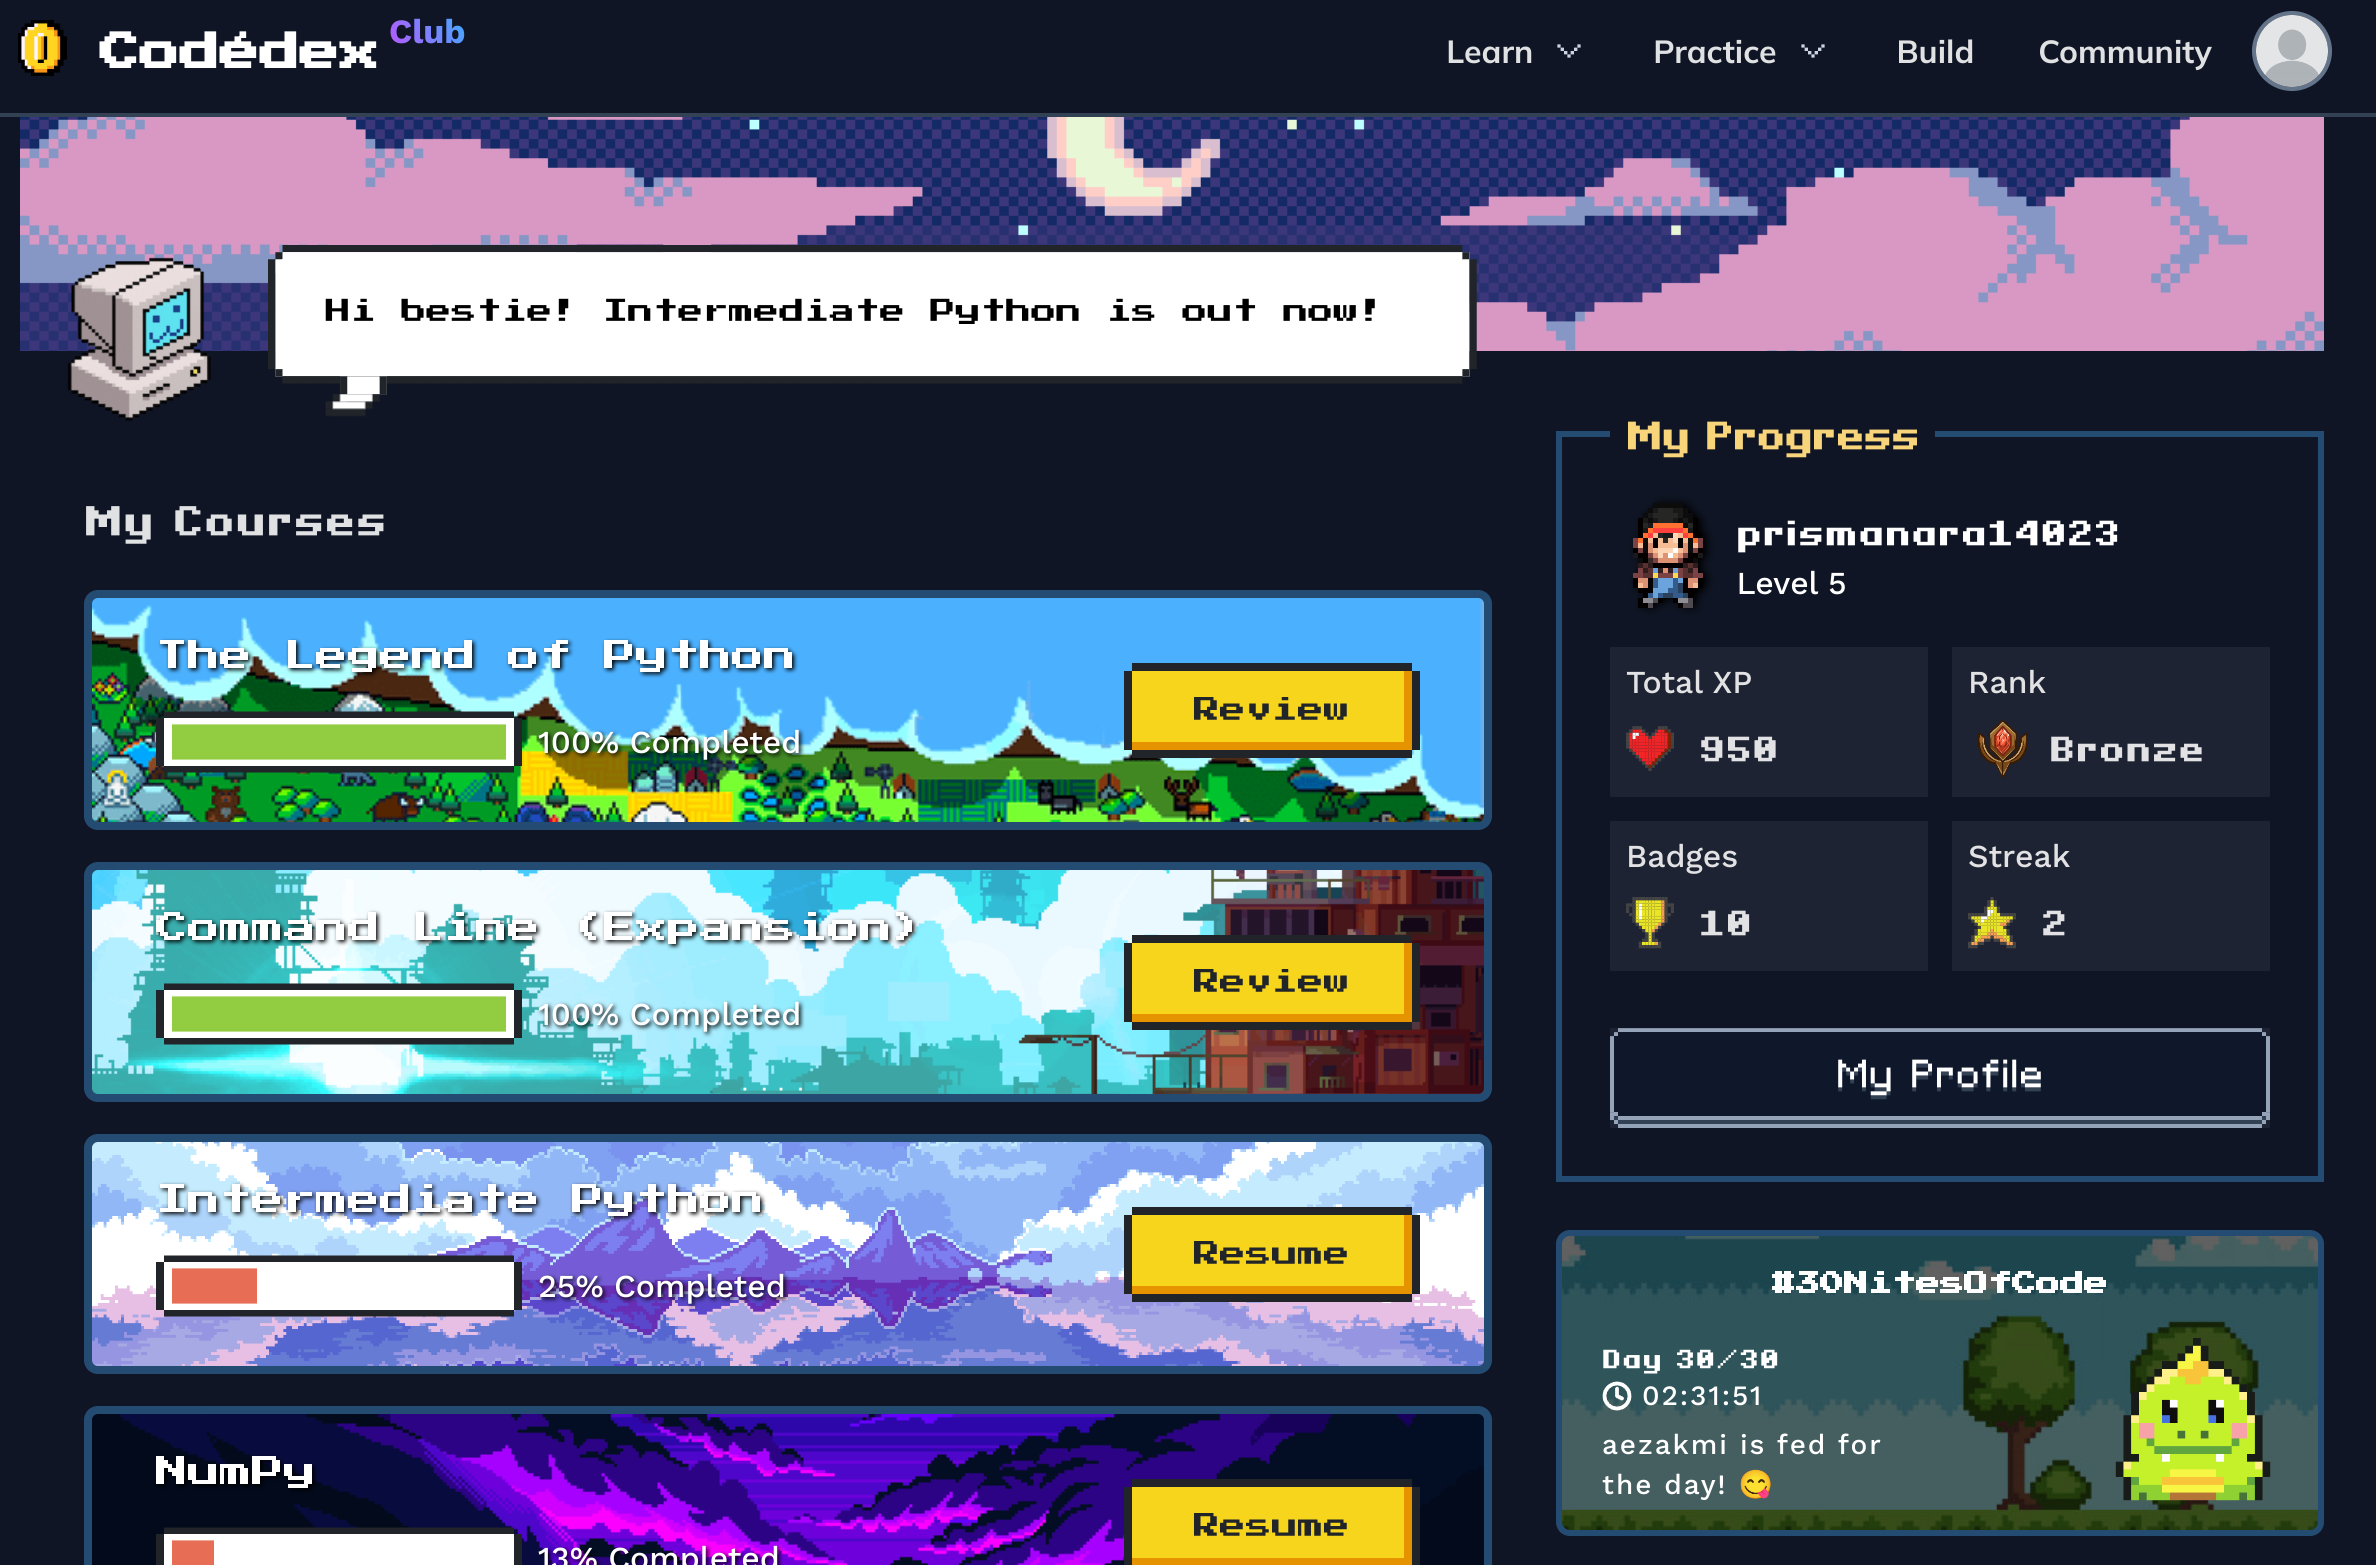 Codédex Club
Learn Practice Build Community
Hi bestie! Intermediate Python is out now!
My Courses
The Legend of Python
100% Completed
Review
Command Line (Expansion)
100% Completed
Review
Intermediate Python
25% Completed
Resume
NumPy
13% Completed
Resume
My Progress
prismanara14023
Level 5
Total XP
950
Rank
Bronze
Badges
10
Streak
2
My Profile
#30NitesOfCode
Day 30/30
02:31:51
aezakmi is fed for
the day! 😋